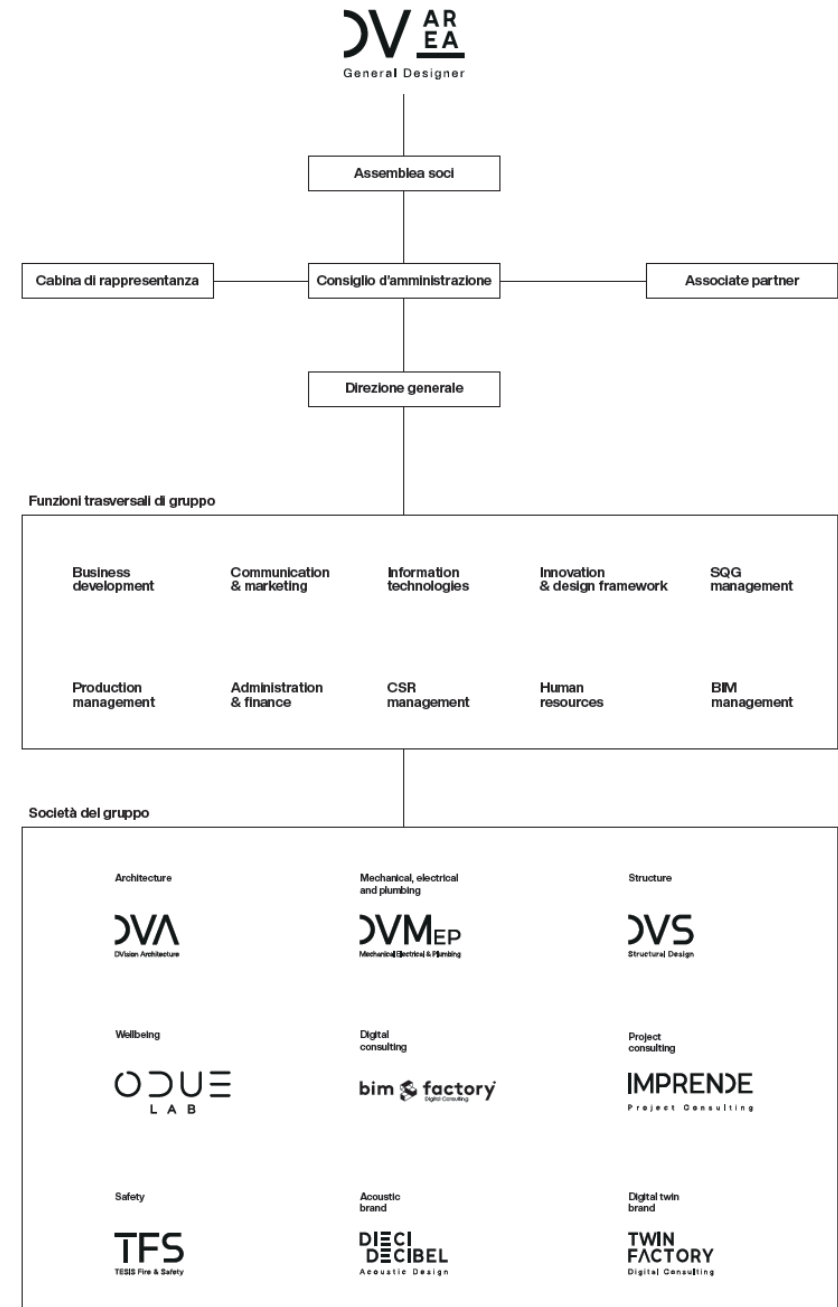 DV AR
EA
General Designer
Assemblea soci
Cabina di rappresentanza
Consiglio d'amministrazione
Associate partner
Direzione generale
Funzioni trasversali di gruppo
Business
development
Communication
& marketing
Information
technologies
Innovation
& design framework
SQG
management
Production
management
Administration
& finance
CSR
management
Human
resources
BIM
management
Società del gruppo
Architecture
DVA
DVision Architecture
Mechanical, electrical
and plumbing
DVMEP
Mechanical Electrical & Plumbing
Structure
DVS
Structural Design
Wellbeing
ODUE
LAB
Digital
consulting
bim factory
Digital Consulting
Project
consulting
IMPRENDE
Project Consulting
Safety
TFS
TESIS Fire & Safety
Acoustic
brand
DIECI
DECIBEL
Acoustic Design
Digital twin
brand
TWIN
FACTORY
Digital Consulting